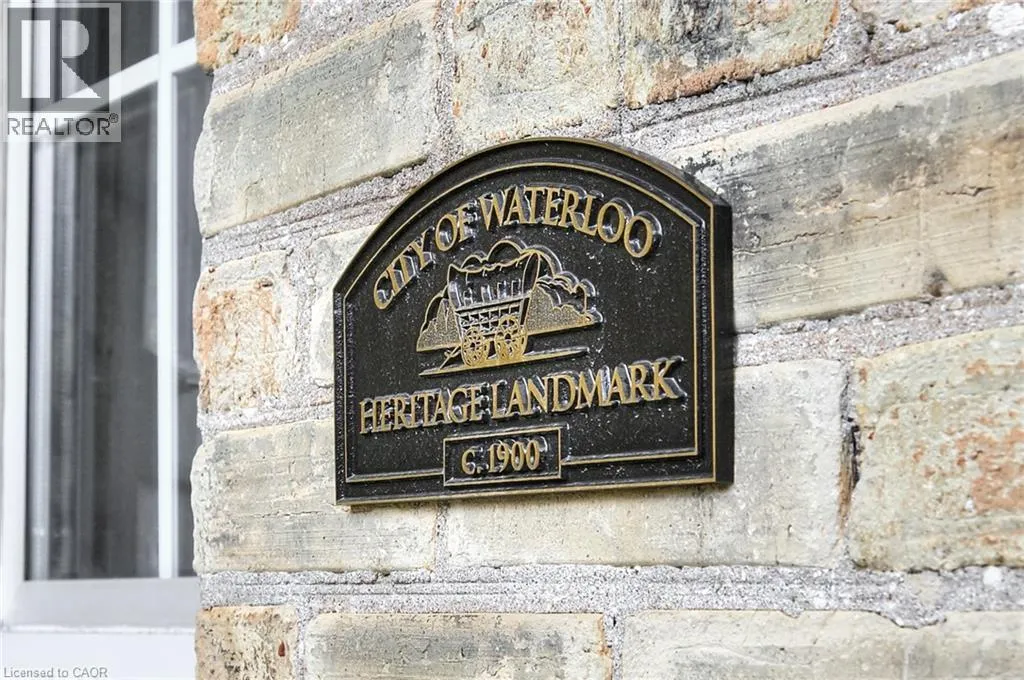 R
REALTOR®
CITY OF WATERLOO
HERITAGE LANDMARK
C. 1900
Licensed to CAOR